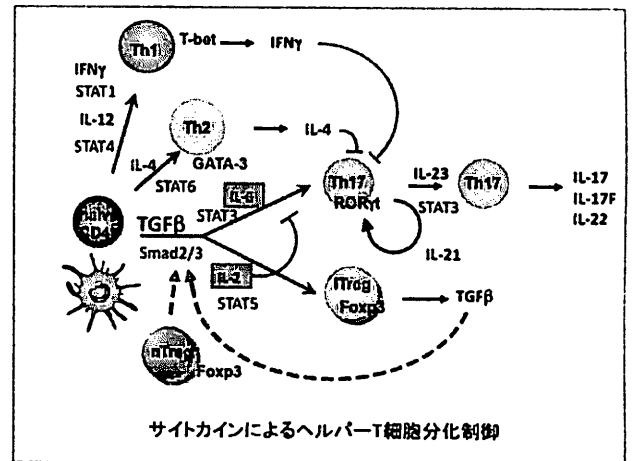 Th1
T-bet
IFNγ
IFNγ
STAT1
IL-12
STAT4
Th2
GATA-3
IL-4
IL-4
STAT6
naive
CD4
TGFβ
Smad2/3
IL-6
STAT3
IL-2
STAT5
Th17
RORγt
IL-23
STAT3
Th17
IL-17
IL-17F
IL-22
IL-21
iTreg
Foxp3
TGFβ
nTreg
Foxp3
サイトカインによるヘルパーT細胞分化制御